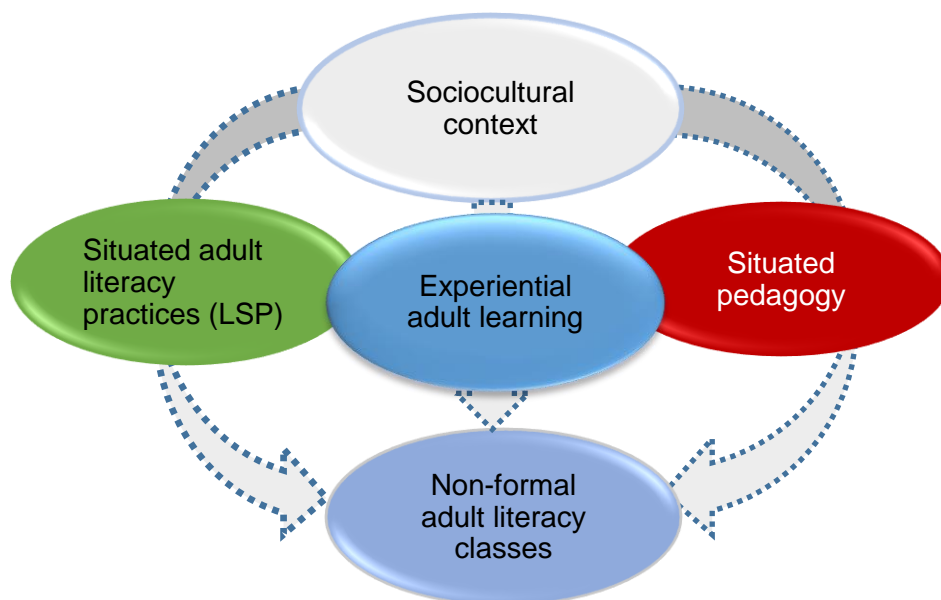 Sociocultural
context
Situated adult
literacy
practices (LSP)
Experiential
adult learning
Situated
pedagogy
Non-formal
adult literacy
classes